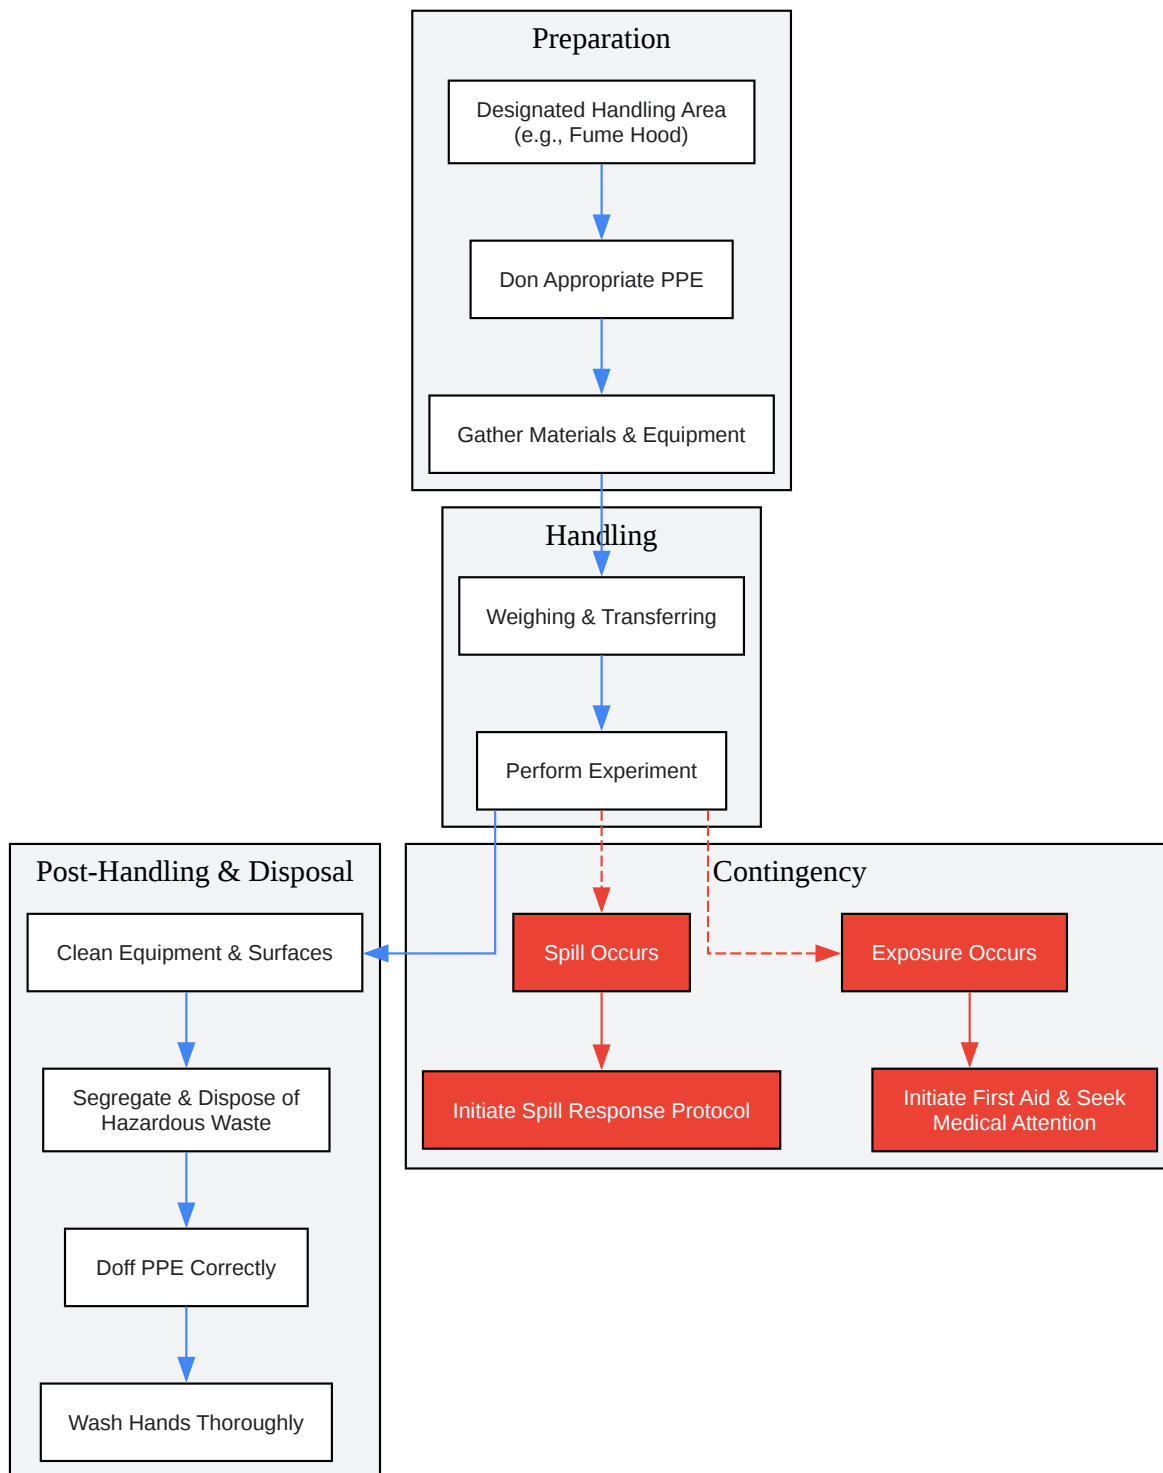 Preparation
Designated Handling Area
(e.g., Fume Hood)
Don Appropriate PPE
Gather Materials & Equipment
Handling
Weighing & Transferring
Perform Experiment
Post-Handling & Disposal
Clean Equipment & Surfaces
Segregate & Dispose of
Hazardous Waste
Doff PPE Correctly
Wash Hands Thoroughly
Contingency
Spill Occurs
Exposure Occurs
Initiate Spill Response Protocol
Initiate First Aid & Seek
Medical Attention